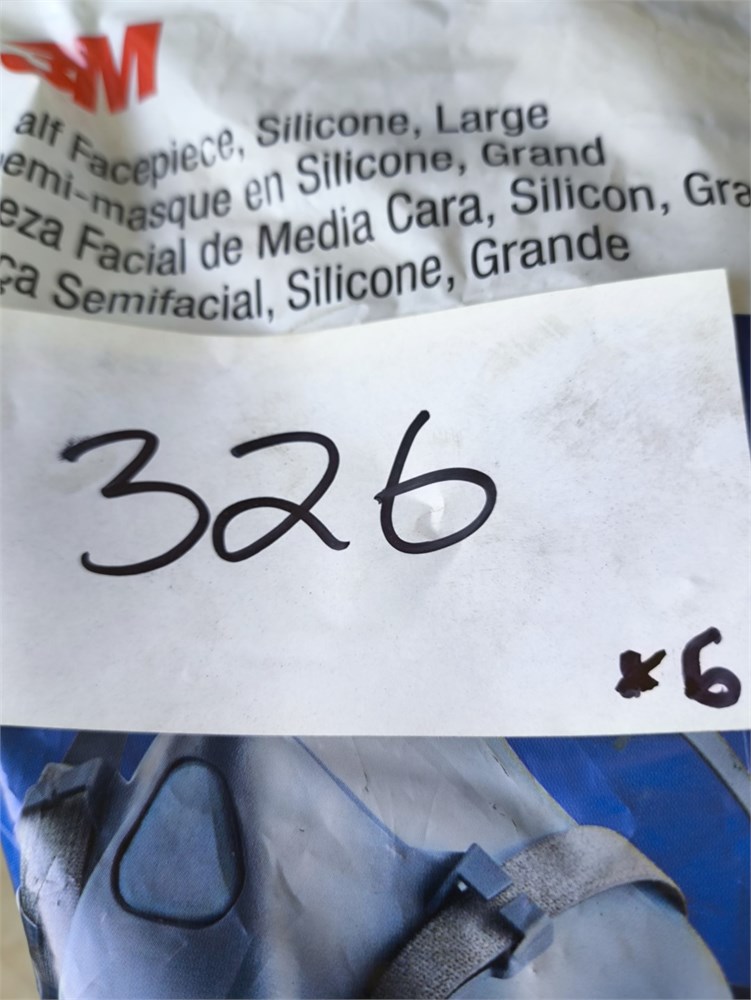 3M
alf Facepiece, Silicone, Large
emi-masque en Silicone, Grand
eza Facial de Media Cara, Silicon, Gra
ça Semifacial, Silicone, Grande
326
x6